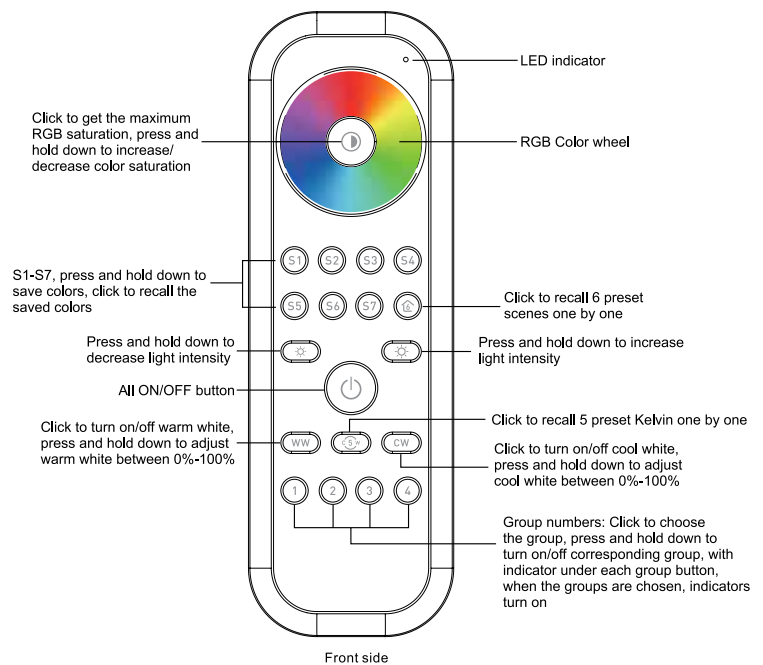 LED indicator
Click to get the maximum
RGB saturation, press and
hold down to increase/
decrease color saturation
RGB Color wheel
S1 S2 S3 S4
S1-S7, press and hold down to
save colors, click to recall the
saved colors
S5 S6 S7 6
Click to recall 6 preset
scenes one by one
Press and hold down to
decrease light intensity
Press and hold down to increase
light intensity
All ON/OFF button
Click to recall 5 preset Kelvin one by one
Click to turn on/off warm white,
press and hold down to adjust
warm white between 0%-100%
WW C 5 W CW
Click to turn on/off cool white,
press and hold down to adjust
cool white between 0%-100%
1 2 3 4
Group numbers: Click to choose
the group, press and hold down to
turn on/off corresponding group, with
indicator under each group button,
when the groups are chosen, indicators
turn on
Front side